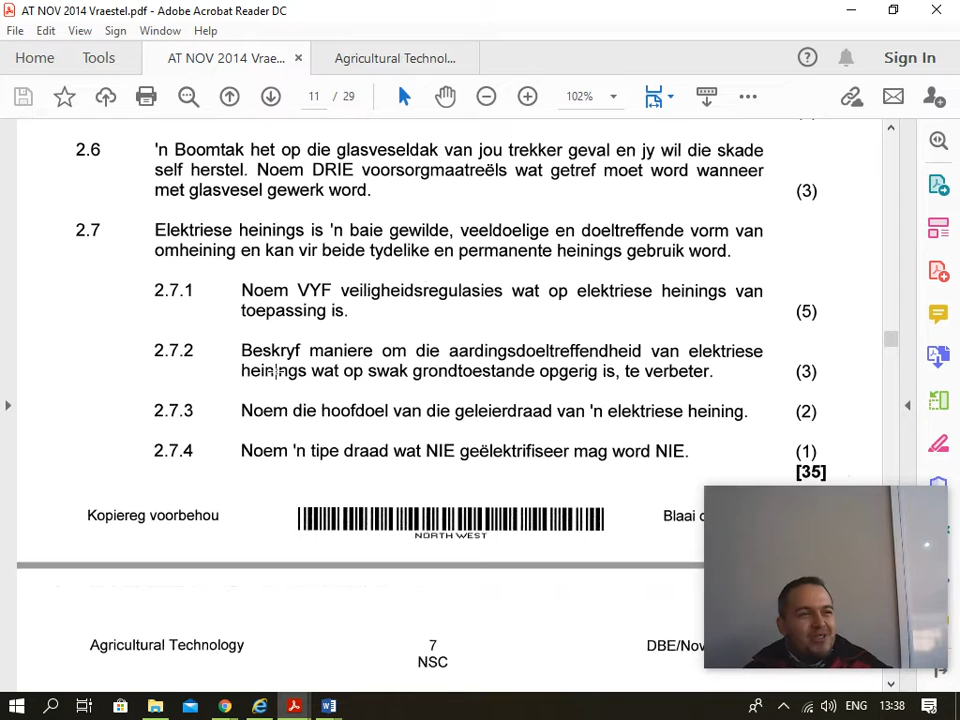 AT NOV 2014 Vraestel.pdf - Adobe Acrobat Reader DC
File Edit View Sign Window Help
Home Tools AT NOV 2014 Vrae... × Agricultural Technol... Sign In
11 / 29 102%
2.6 'n Boomtak het op die glasveseldak van jou trekker geval en jy wil die skade
self herstel. Noem DRIE voorsorgmaatreëls wat getref moet word wanneer
met glasvesel gewerk word. (3)
2.7 Elektriese heinings is 'n baie gewilde, veeldoelige en doeltreffende vorm van
omheining en kan vir beide tydelike en permanente heinings gebruik word.
2.7.1 Noem VYF veiligheidsregulasies wat op elektriese heinings van
toepassing is. (5)
2.7.2 Beskryf maniere om die aardingsdoeltreffendheid van elektriese
heinings wat op swak grondtoestande opgerig is, te verbeter. (3)
2.7.3 Noem die hoofdoel van die geleierdraad van 'n elektriese heining. (2)
2.7.4 Noem 'n tipe draad wat NIE geëlektrifiseer mag word NIE. (1)
[35]
Kopiereg voorbehou Blaai
NORTH WEST
Agricultural Technology 7 DBE/Nov
NSC
ENG 13:38